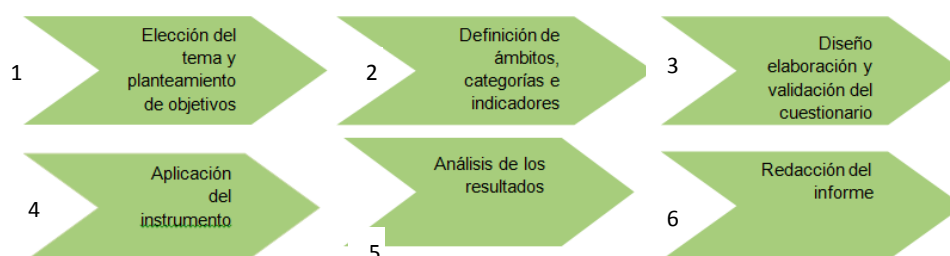 1
Elección del
tema y
planteamiento
de objetivos
2
Definición de
ámbitos,
categorías e
indicadores
3
Diseño
elaboración y
validación del
cuestionario
4
Aplicación
del
instrumento
5
Análisis de los
resultados
6
Redacción del
informe